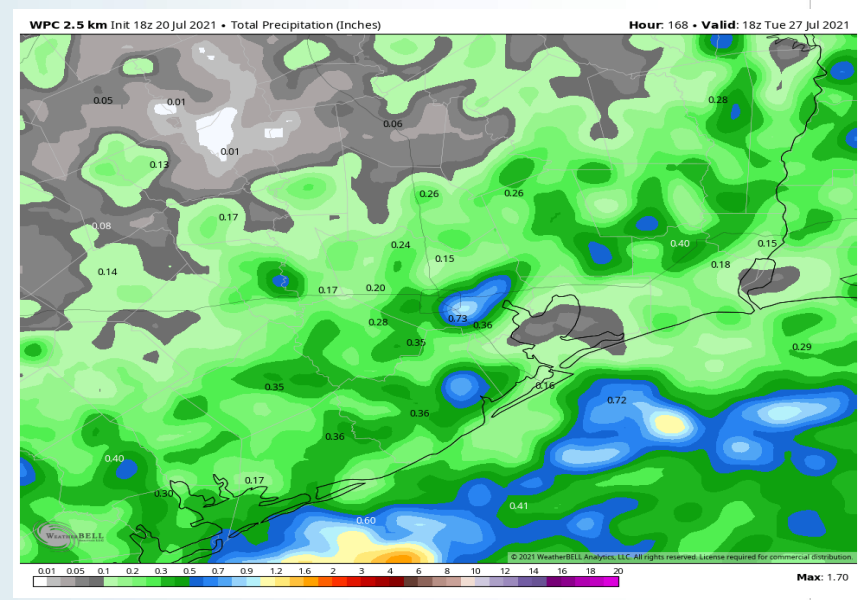 WPC 2.5 km Init 18z 20 Jul 2021 • Total Precipitation (Inches) Hour: 168 • Valid: 18z Tue 27 Jul 2021
0.05 0.01 0.28
0.06
0.01
0.13
0.26 0.26
0.17
0.08
0.24 0.40 0.15
0.15 0.18
0.14
0.17 0.20
0.28 0.73 0.36
0.35 0.29
0.35 0.16
0.72
0.36
0.36
0.40
0.17
0.30
0.41
0.60
WEATHERBELL
© 2021 WeatherBELL Analytics, LLC. All rights reserved. License required for commercial distribution.
0.01 0.05 0.1 0.2 0.3 0.5 0.7 0.9 1.2 1.6 2 3 4 5 6 8 10 12 14 16 18 20
Max: 1.70